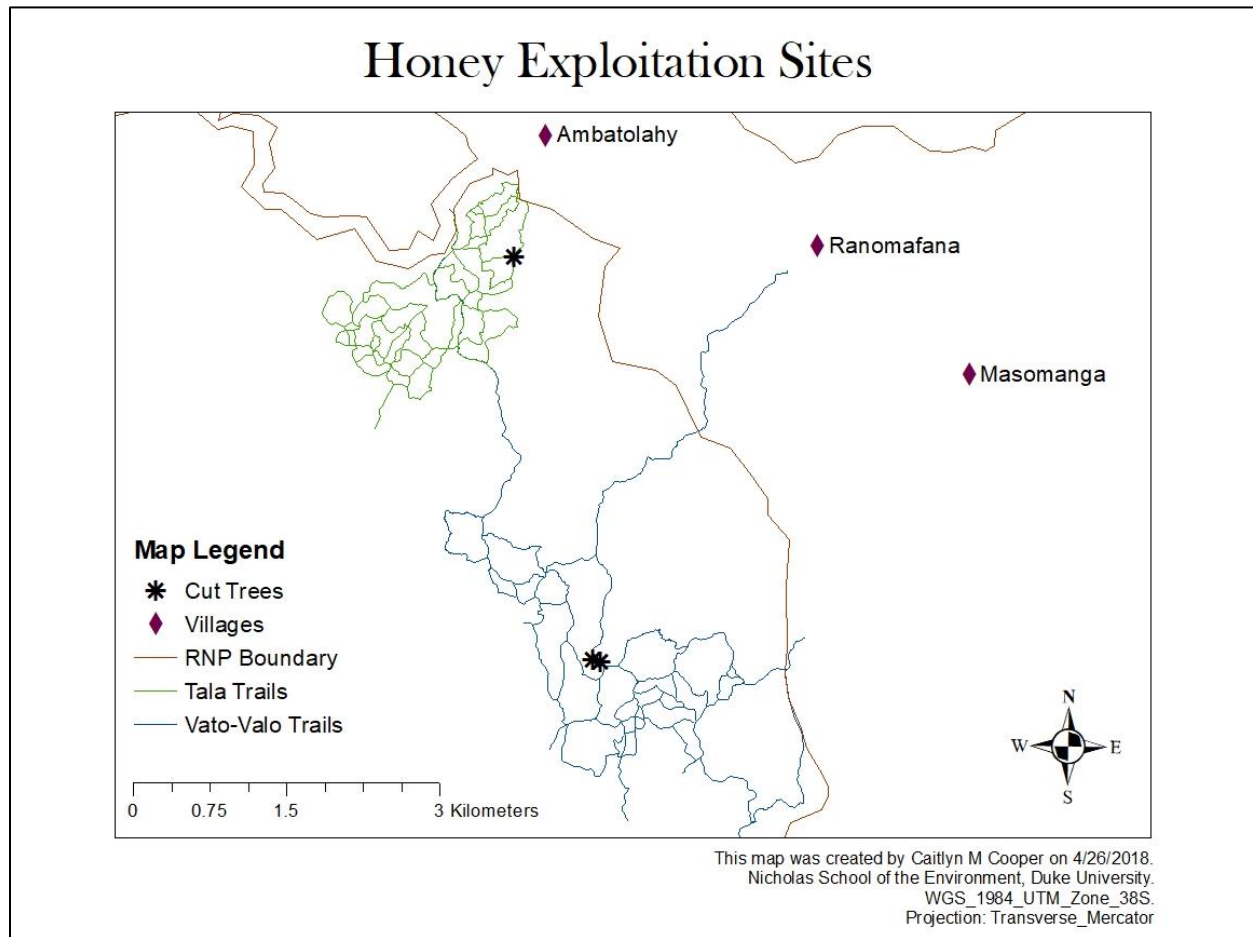 Honey Exploitation Sites
Ambatolahy
Ranomafana
Masomanga
Map Legend
Cut Trees
Villages
RNP Boundary
Tala Trails
Vato-Valo Trails
N
W E
S
0 0.75 1.5 3 Kilometers
This map was created by Caitlyn M Cooper on 4/26/2018.
Nicholas School of the Environment, Duke University.
WGS_1984_UTM_Zone_38S.
Projection: Transverse_Mercator